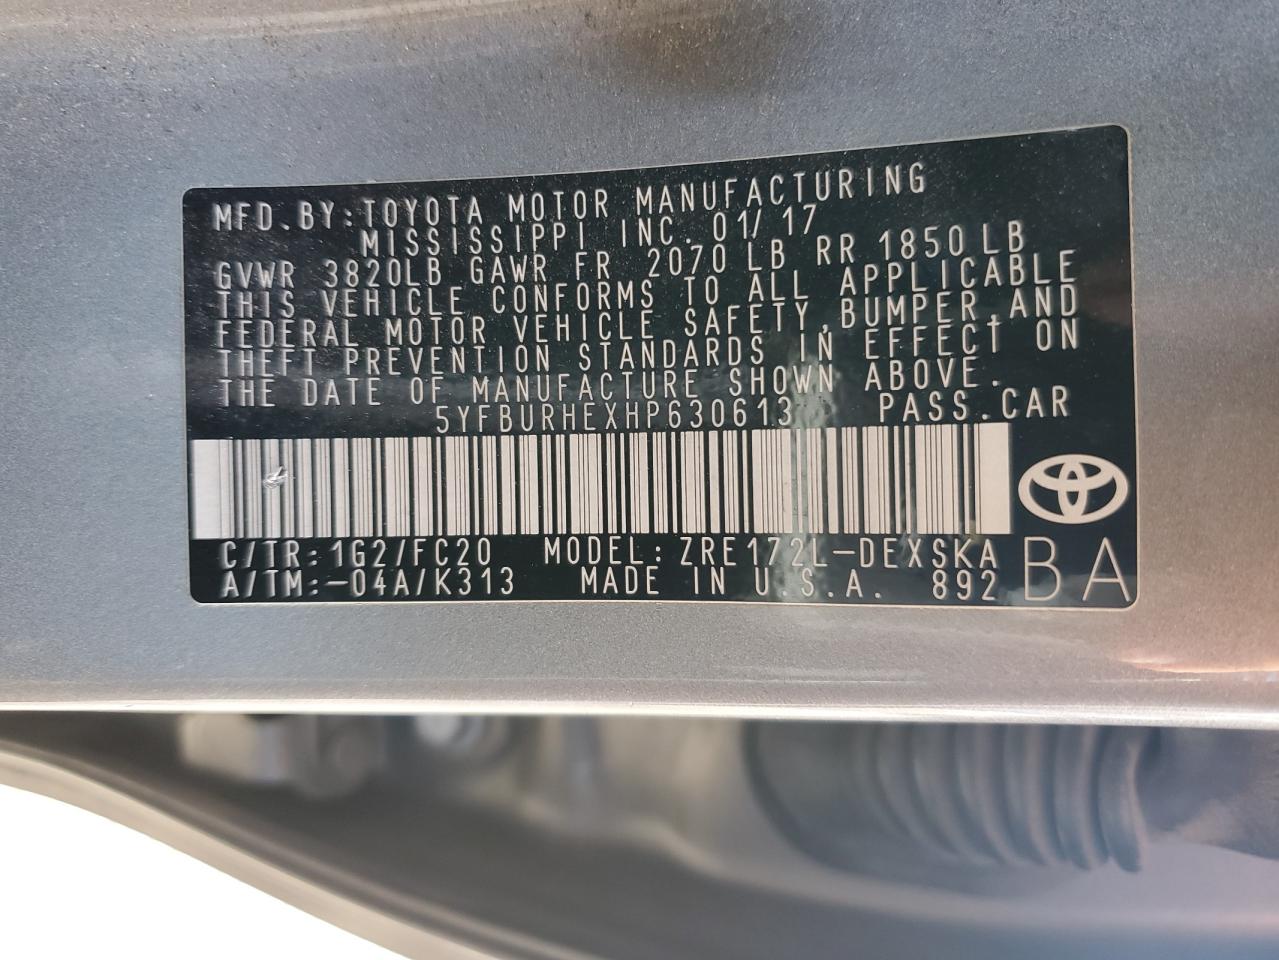 MFD.BY:TOYOTA MOTOR MANUFACTURING
MISSISSIPPI INC. 01/17
GVWR 3820LB GAWR FR 2070 LB RR 1850 LB
THIS VEHICLE CONFORMS TO ALL APPLICABLE
FEDERAL MOTOR VEHICLE SAFETY,BUMPER,AND
THEFT PREVENTION STANDARDS IN EFFECT ON
THE DATE OF MANUFACTURE SHOWN ABOVE.
5YFBURHEXHP630613 PASS.CAR
C/TR:1G2/FC20 MODEL:ZRE172L-DEXSKA
A/TM:-04A/K313 MADE IN U.S.A. 892
BA